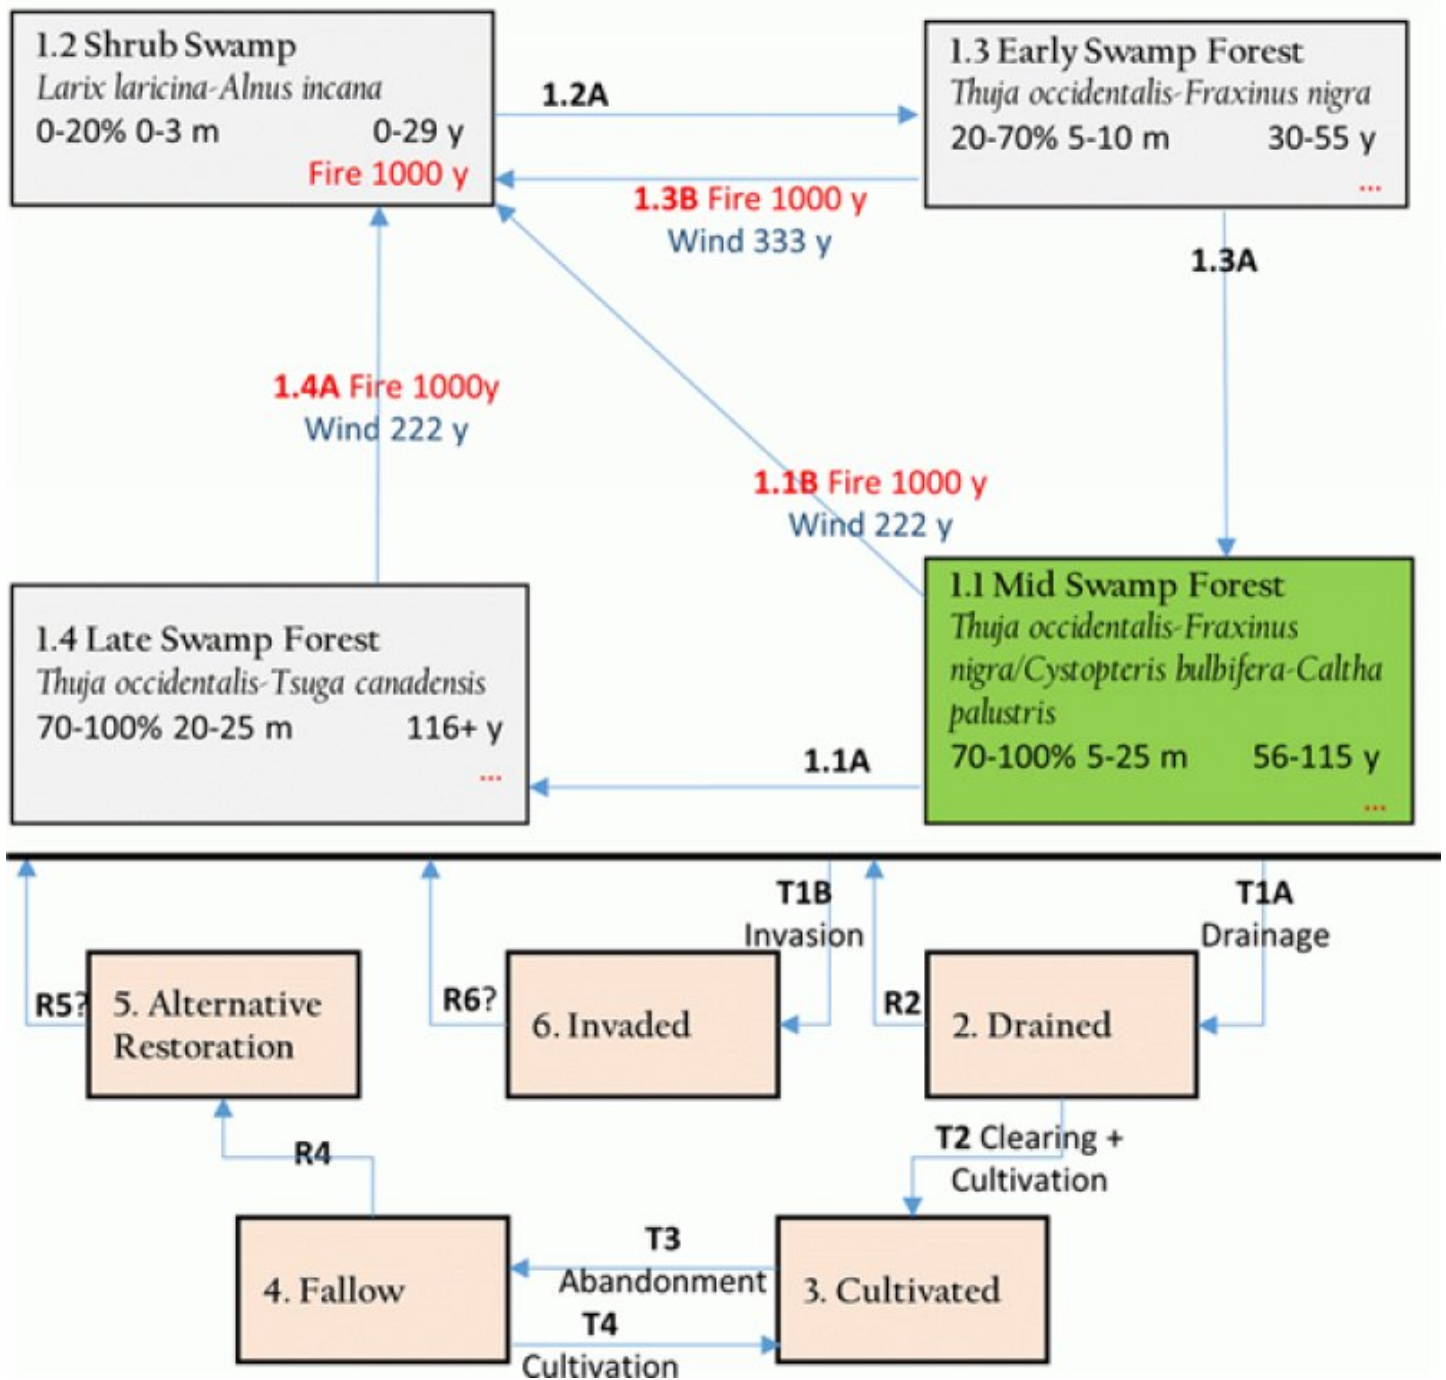 1.2 Shrub Swamp
Larix laricina-Alnus incana
0-20% 0-3 m 0-29 y
Fire 1000 y
1.2A
1.3 Early Swamp Forest
Thuja occidentalis-Fraxinus nigra
20-70% 5-10 m 30-55 y
...
1.3B Fire 1000 y
Wind 333 y
1.3A
1.4A Fire 1000y
Wind 222 y
1.1B Fire 1000 y
Wind 222 y
1.4 Late Swamp Forest
Thuja occidentalis-Tsuga canadensis
70-100% 20-25 m 116+ y
...
1.1A
1.1 Mid Swamp Forest
Thuja occidentalis-Fraxinus
nigra/Cystopteris bulbifera-Caltha
palustris
70-100% 5-25 m 56-115 y
...
T1B
Invasion
T1A
Drainage
R5?
5. Alternative
Restoration
R6?
6. Invaded
R2
2. Drained
R4
T2 Clearing +
Cultivation
4. Fallow
T3
Abandonment
T4
Cultivation
3. Cultivated